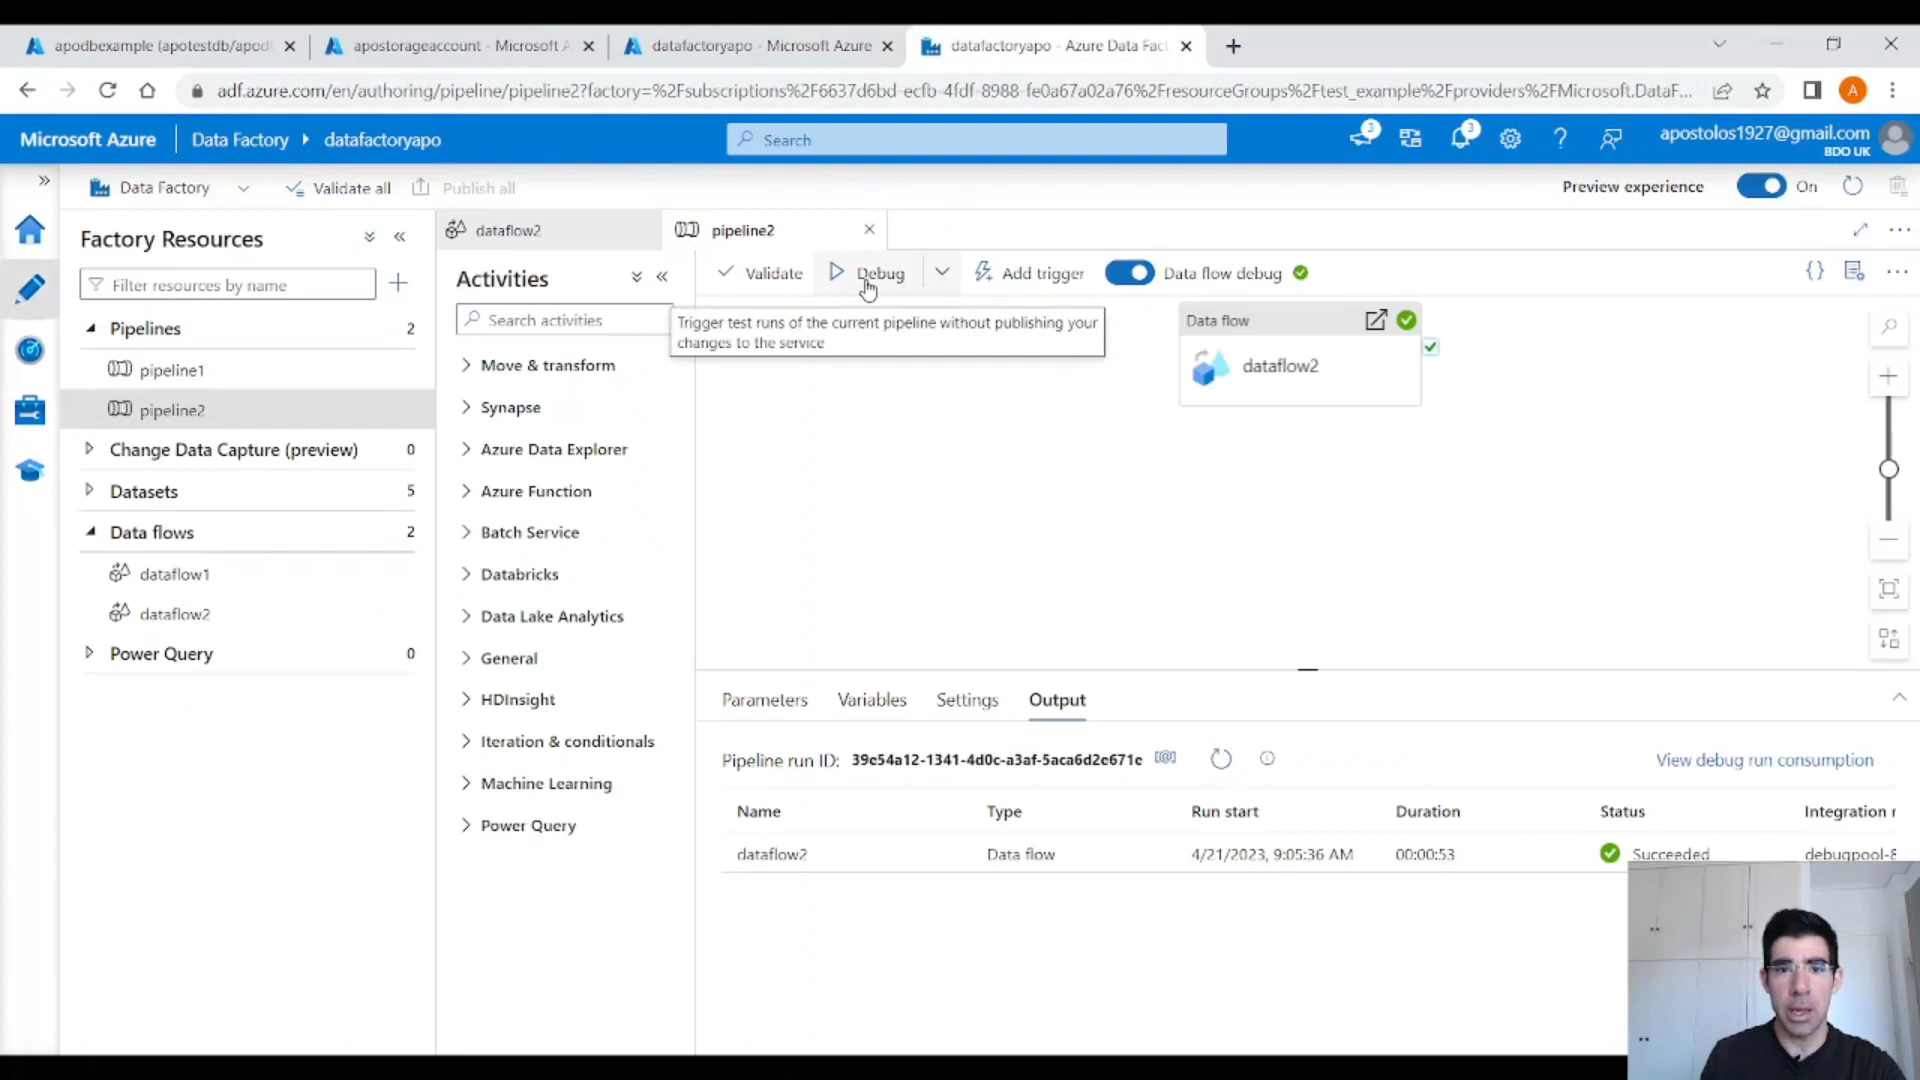 apodbexample (apotestdb/apod
apostorageaccount - Microsoft A
datafactoryapo - Microsoft Azure
datafactoryapo - Azure Data Fact
adf.azure.com/en/authoring/pipeline/pipeline2?factory=%2Fsubscriptions%2F6637d6bd-ecfb-4fdf-8988-fe0a67a02a76%2FresourceGroups%2Ftest_example%2Fproviders%2FMicrosoft.DataF...
A
Microsoft Azure
Data Factory
datafactoryapo
Search
3
3
apostolos1927@gmail.com
BDO UK
Data Factory
Validate all
Publish all
Preview experience
On
Factory Resources
Filter resources by name
Pipelines 2
pipeline1
pipeline2
Change Data Capture (preview) 0
Datasets 5
Data flows 2
dataflow1
dataflow2
Power Query 0
dataflow2
pipeline2
Activities
Search activities
Move & transform
Synapse
Azure Data Explorer
Azure Function
Batch Service
Databricks
Data Lake Analytics
General
HDInsight
Iteration & conditionals
Machine Learning
Power Query
Validate
Debug
Add trigger
Data flow debug
Trigger test runs of the current pipeline without publishing your
changes to the service
Data flow
dataflow2
Parameters Variables Settings Output
Pipeline run ID: 39e54a12-1341-4d0c-a3af-5aca6d2e671e
View debug run consumption
Name Type Run start Duration Status Integration r
dataflow2 Data flow 4/21/2023, 9:05:36 AM 00:00:53 Succeeded debugpool-8